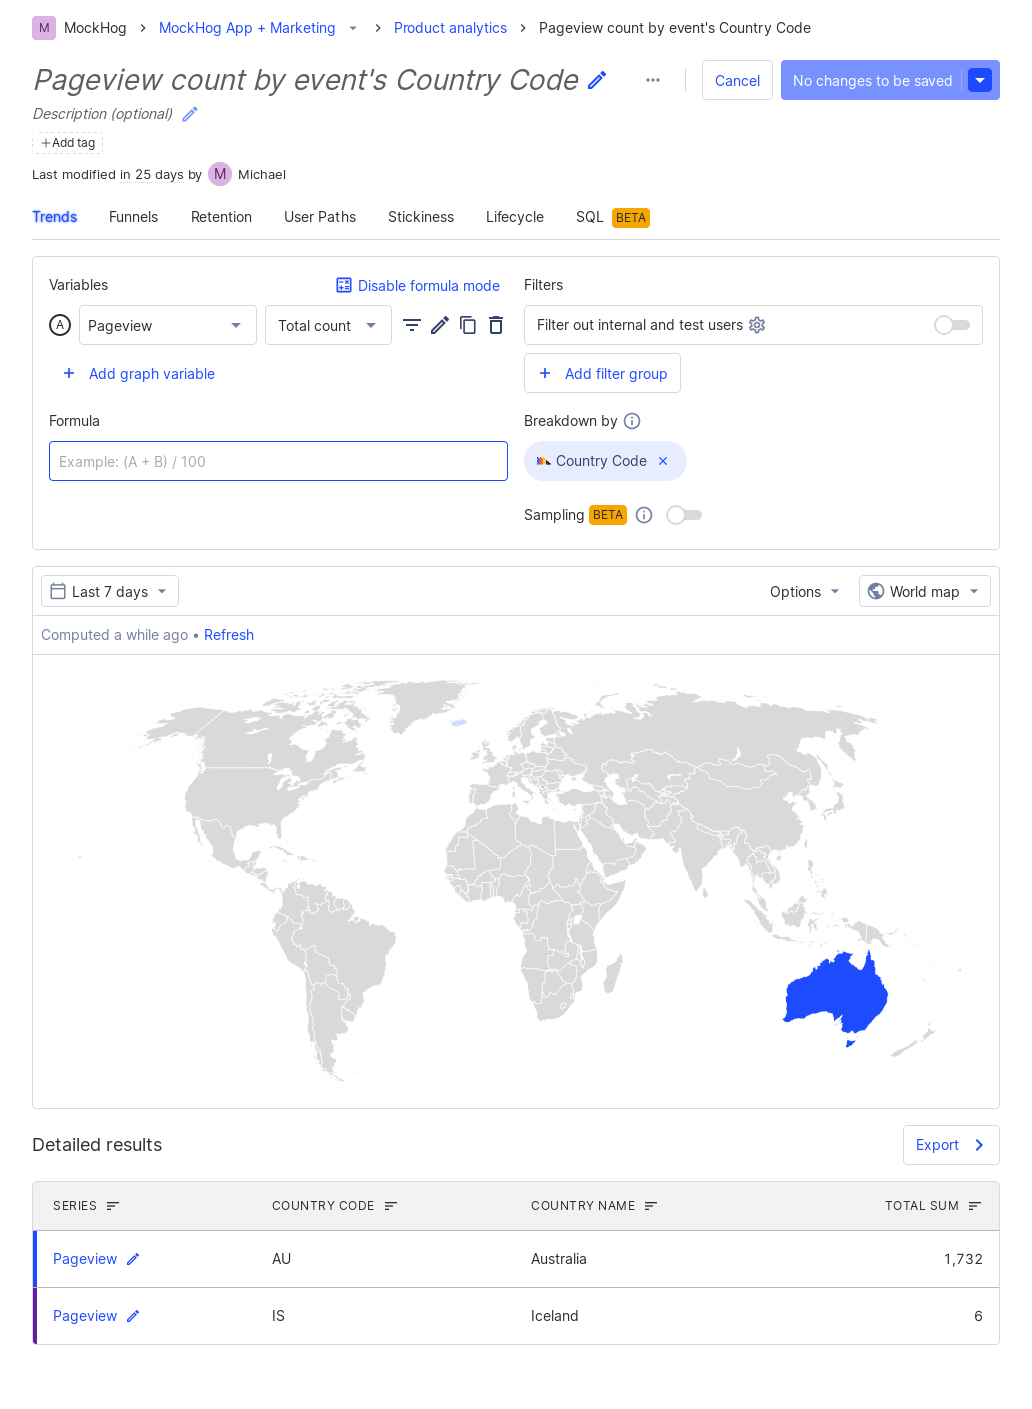 M MockHog MockHog App + Marketing Product analytics Pageview count by event's Country Code
Pageview count by event's Country Code Cancel No changes to be saved
Description (optional)
Add tag
Last modified in 25 days by M Michael
Trends Funnels Retention User Paths Stickiness Lifecycle SQL BETA
Variables Disable formula mode Filters
A Pageview Total count Filter out internal and test users
Add graph variable Add filter group
Formula Breakdown by
Example: (A + B) / 100 Country Code
Sampling BETA
Last 7 days Options World map
Computed a while ago • Refresh
Detailed results Export
SERIES COUNTRY CODE COUNTRY NAME TOTAL SUM
Pageview AU Australia 1,732
Pageview IS Iceland 6